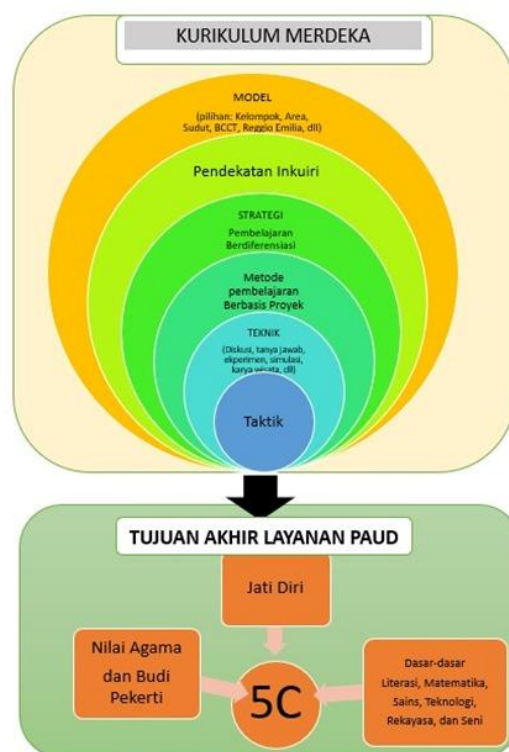 KURIKULUM MERDEKA
MODEL
(pilihan: Kelompok, Area,
Sudut, BCCT, Reggio Emilia, dll)
Pendekatan Inkuiri
STRATEGI
Pembelajaran
Berdiferensiasi
Metode
pembelajaran
Berbasis Proyek
TEKNIK
(Diskusi, tanya jawab,
ekperimen, simulasi,
karya wisata, dll)
Taktik
TUJUAN AKHIR LAYANAN PAUD
Jati Diri
Nilai Agama
dan Budi
Pekerti
5C
Dasar-dasar
Literasi, Matematika,
Sains, Teknologi,
Rekayasa, dan Seni